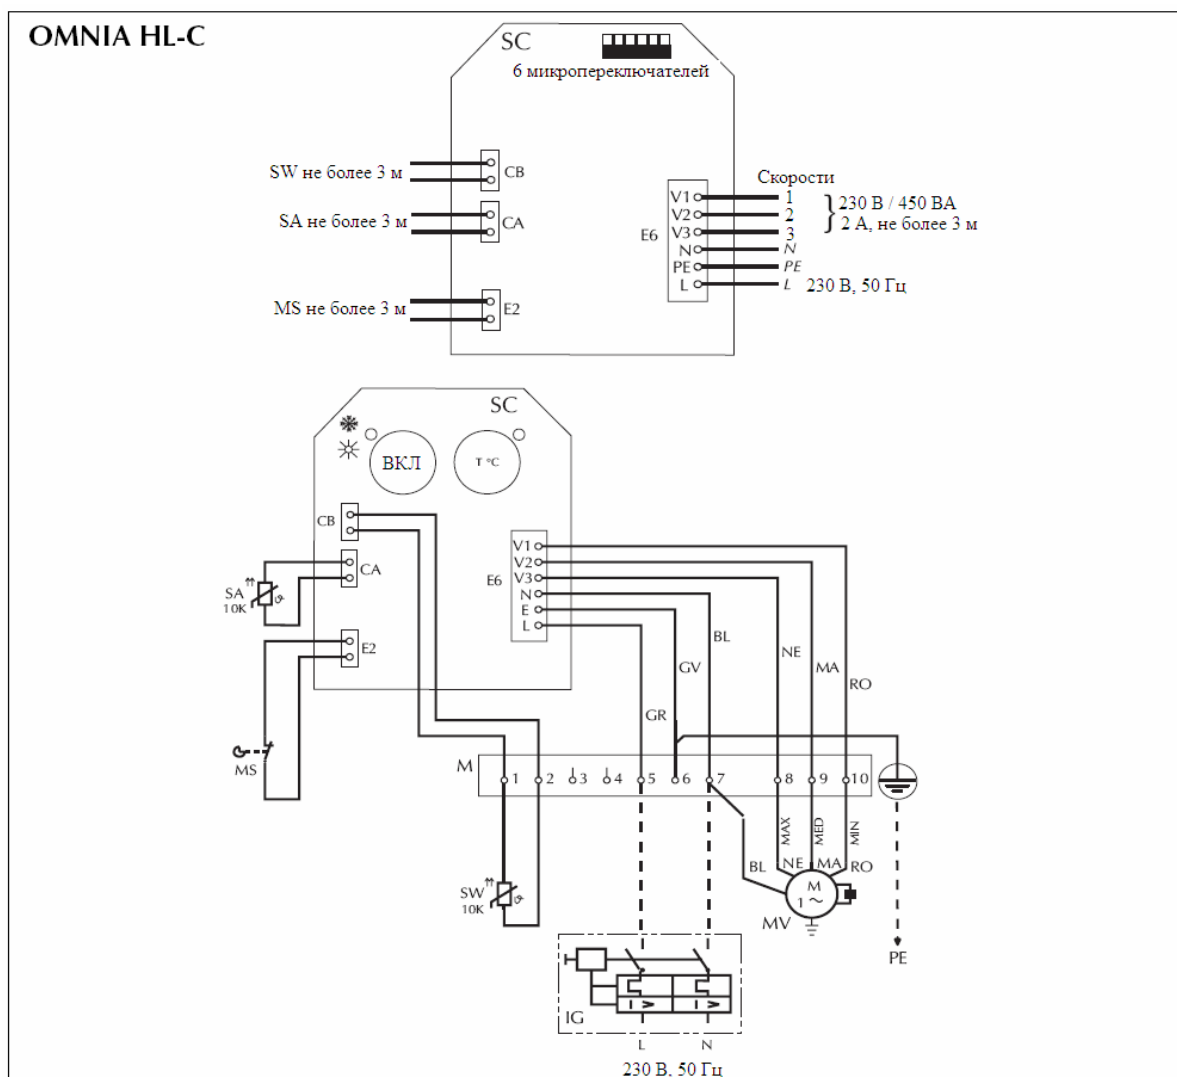 OMNIA HL-C
SC
6 микропереключателей
SW не более 3 м
CB
SA не более 3 м
CA
MS не более 3 м
E2
E6
V1
V2
V3
N
PE
L
Скорости
1
2
3
N
PE
L
230 В / 450 ВА
2 А, не более 3 м
230 В, 50 Гц
SC
ВКЛ
T °C
CB
CA
E2
SA
10K
MS
E6
V1
V2
V3
N
E
L
BL
NE
GV
MA
RO
GR
M
1
2
3
4
5
6
7
8
9
10
MAX
MED
MIN
BL
NE
MA
RO
SW
10K
M
1 ~
MV
PE
I >
I >
IG
L
N
230 В, 50 Гц